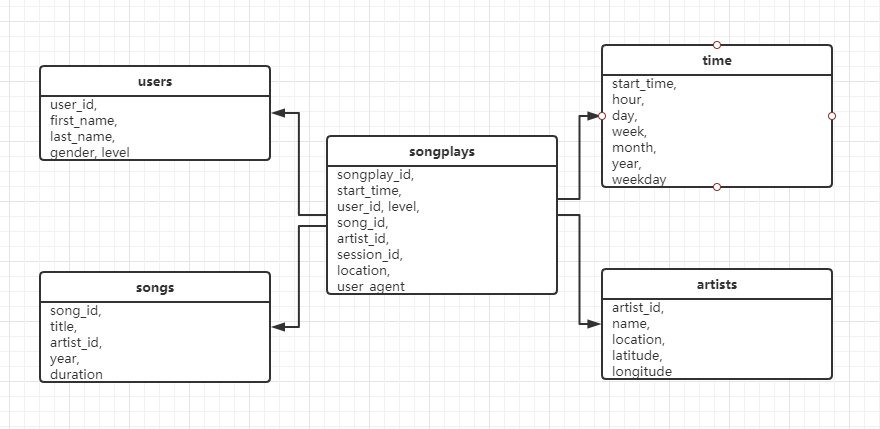 users
user_id,
first_name,
last_name,
gender, level
songs
song_id,
title,
artist_id,
year,
duration
songplays
songplay_id,
start_time,
user_id, level,
song_id,
artist_id,
session_id,
location,
user_agent
time
start_time,
hour,
day,
week,
month,
year,
weekday
artists
artist_id,
name,
location,
latitude,
longitude